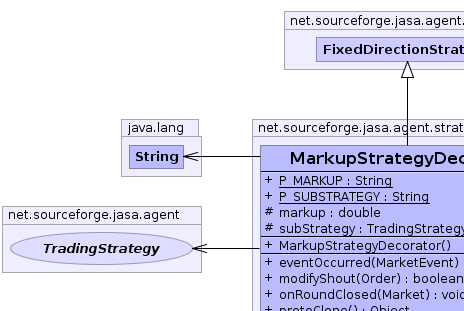 net.sourceforge.jasa.agent.
FixedDirectionStrat
java.lang
String
net.sourceforge.jasa.agent.strat
MarkupStrategyDeco
+ P_MARKUP : String
+ P_SUBSTRATEGY : String
# markup : double
# subStrategy : TradingStrategy
+ MarkupStrategyDecorator()
+ eventOccurred(MarketEvent)
+ modifyShout(Order) : boolean
+ onRoundClosed(Market) : void
+ protoClone() : Object
net.sourceforge.jasa.agent
TradingStrategy